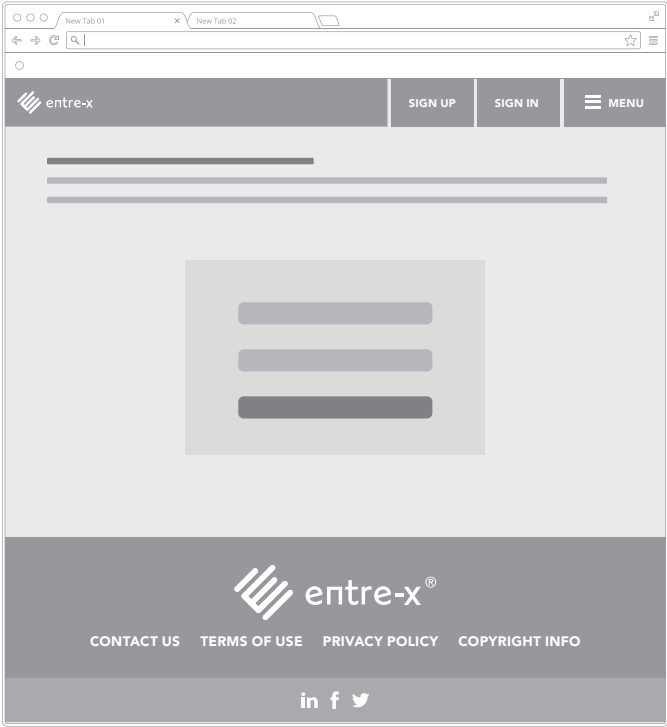 New Tab 01 New Tab 02
entre-x SIGN UP SIGN IN MENU
entre-x®
CONTACT US TERMS OF USE PRIVACY POLICY COPYRIGHT INFO
in f